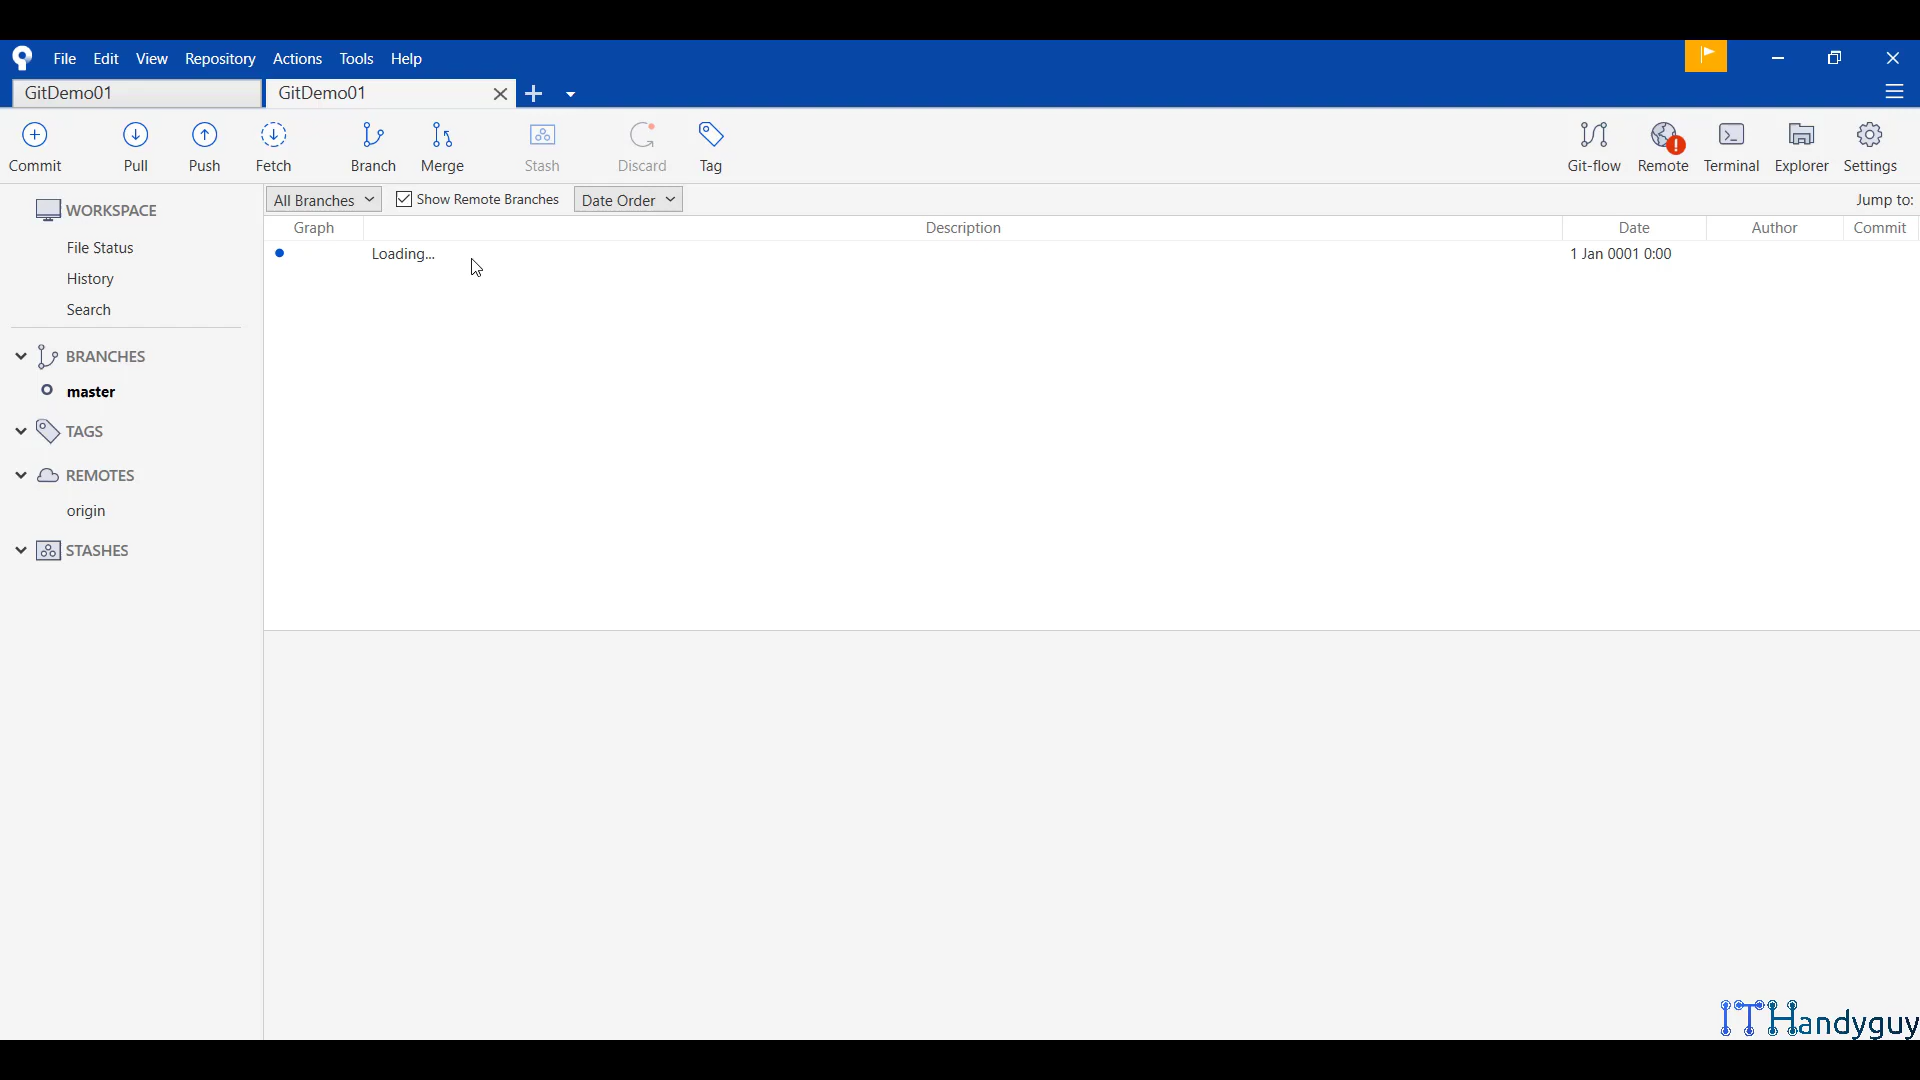 File Edit View Repository Actions Tools Help
GitDemo01 GitDemo01
Commit Pull Push Fetch Branch Merge Stash Discard Tag Git-flow Remote Terminal Explorer Settings
WORKSPACE
File Status
History
Search
BRANCHES
master
TAGS
REMOTES
origin
STASHES
All Branches Show Remote Branches Date Order Jump to:
Graph Description Date Author Commit
Loading... 1 Jan 0001 0:00
ITHandyguy